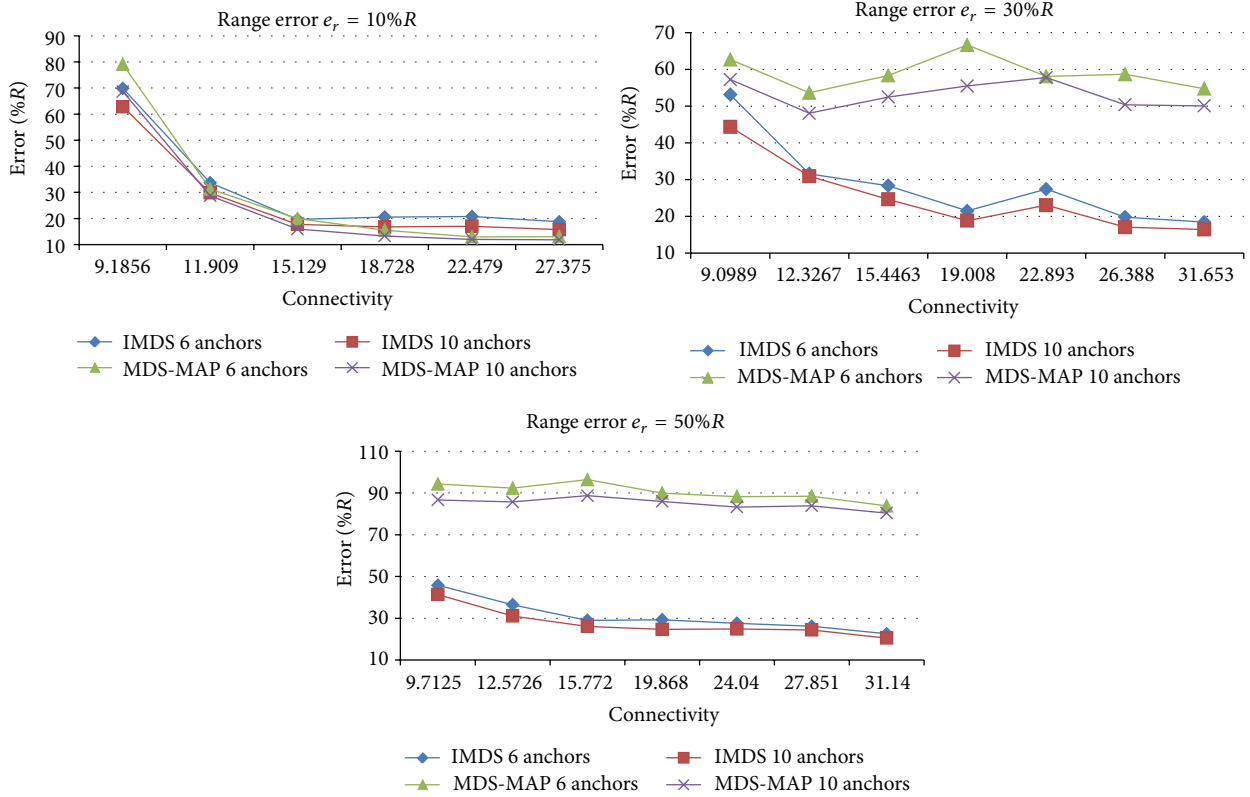 Range error e_r = 10%R
Error (%R)
90
80
70
60
50
40
30
20
10
9.1856 11.909 15.129 18.728 22.479 27.375
Connectivity
IMDS 6 anchors IMDS 10 anchors
MDS-MAP 6 anchors MDS-MAP 10 anchors
Range error e_r = 30%R
Error (%R)
70
60
50
40
30
20
10
9.0989 12.3267 15.4463 19.008 22.893 26.388 31.653
Connectivity
IMDS 6 anchors IMDS 10 anchors
MDS-MAP 6 anchors MDS-MAP 10 anchors
Range error e_r = 50%R
Error (%R)
110
90
70
50
30
10
9.7125 12.5726 15.772 19.868 24.04 27.851 31.14
Connectivity
IMDS 6 anchors IMDS 10 anchors
MDS-MAP 6 anchors MDS-MAP 10 anchors